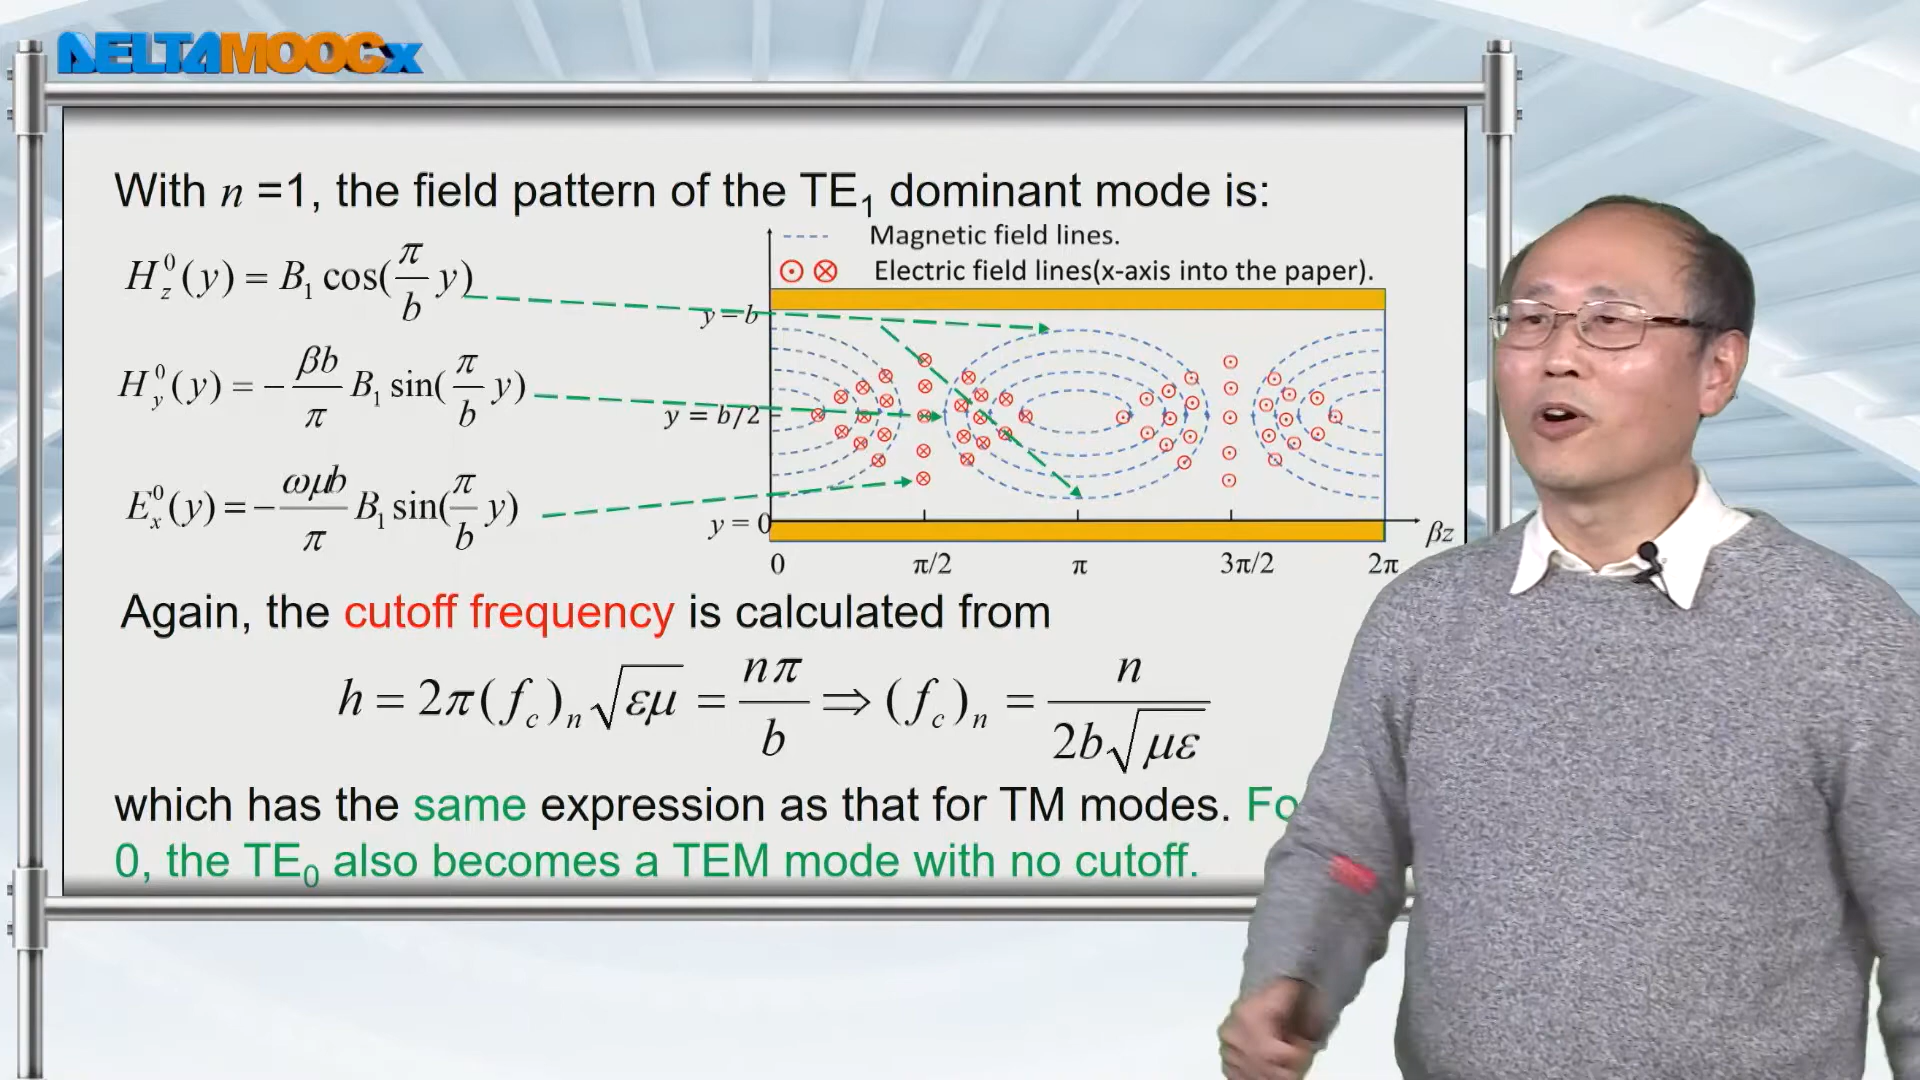 DELTAMOOCx
With n =1, the field pattern of the TE₁ dominant mode is:
H_z^0(y) = B₁ cos(π/b y)
H_y^0(y) = − βb/π B₁ sin(π/b y)
E_x^0(y) = − ωμb/π B₁ sin(π/b y)
Magnetic field lines.
Electric field lines(x-axis into the paper).
y = b
y = b/2
y = 0
βz
0 π/2 π 3π/2 2π
Again, the cutoff frequency is calculated from
h = 2π(f_c)_n √εμ = nπ/b ⇒ (f_c)_n = n/(2b√με)
which has the same expression as that for TM modes.
0, the TE₀ also becomes a TEM mode with no cutoff.